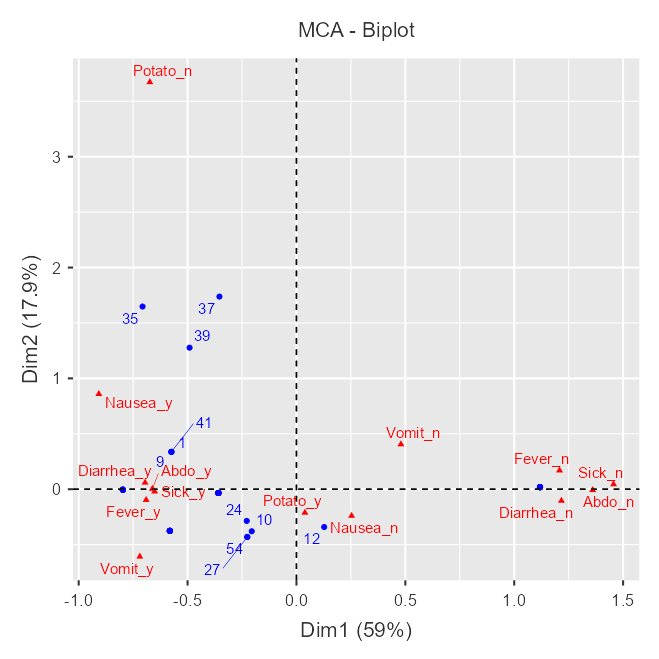 MCA - Biplot
Potato_n
3
2
37
35
39
1
Nausea_y
41
1
Vomit_n
9
Fever_n
Diarrhea_y
Abdo_y
Sick_n
0
Sick_y
Potato_y
Abdo_n
Fever_y
24
10
Diarrhea_n
Nausea_n
12
54
Vomit_y
27
-1.0
-0.5
0.0
0.5
1.0
1.5
Dim1 (59%)
Dim2 (17.9%)